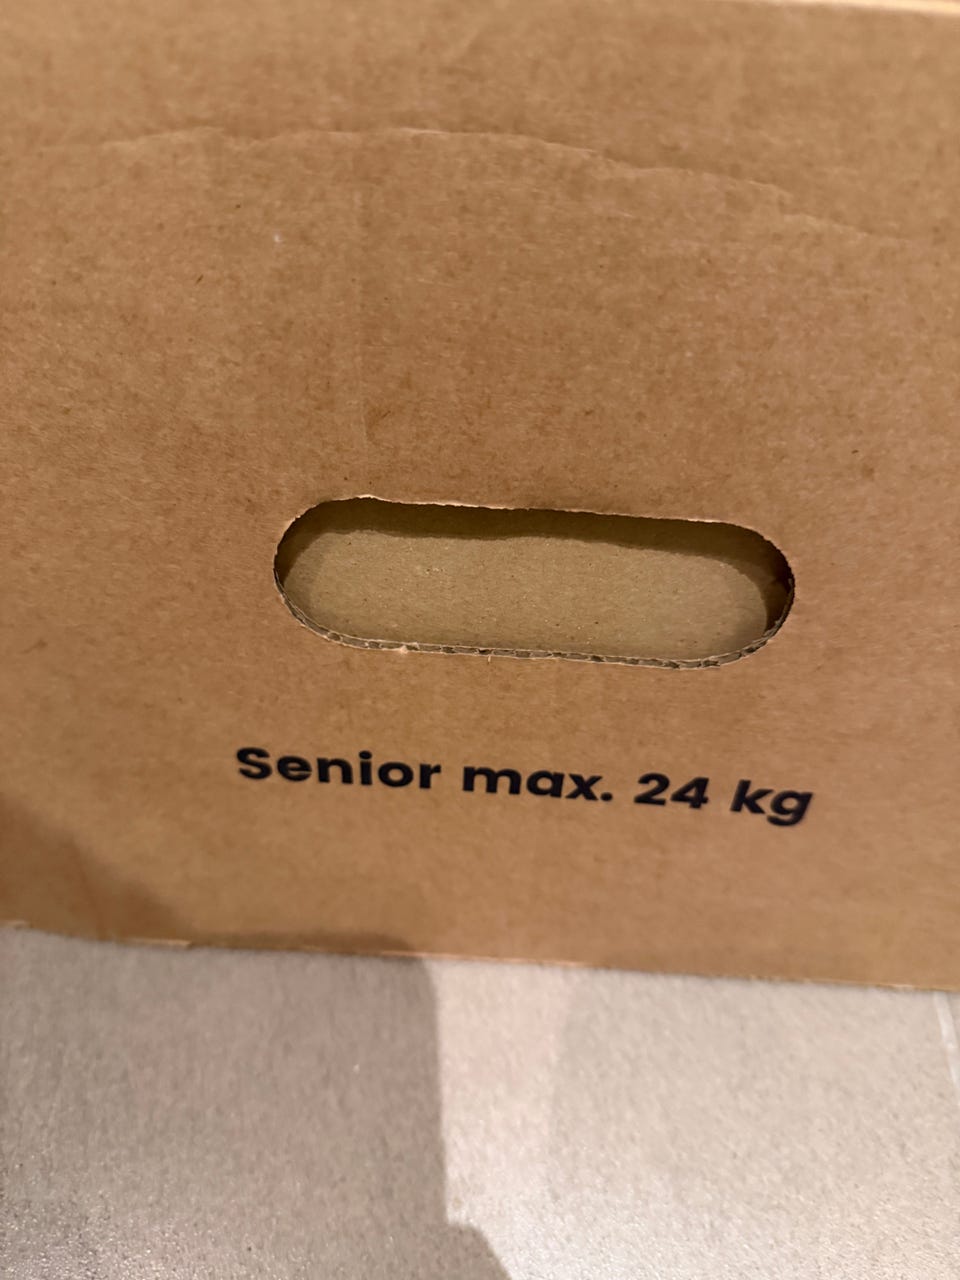 Senior max. 24 kg